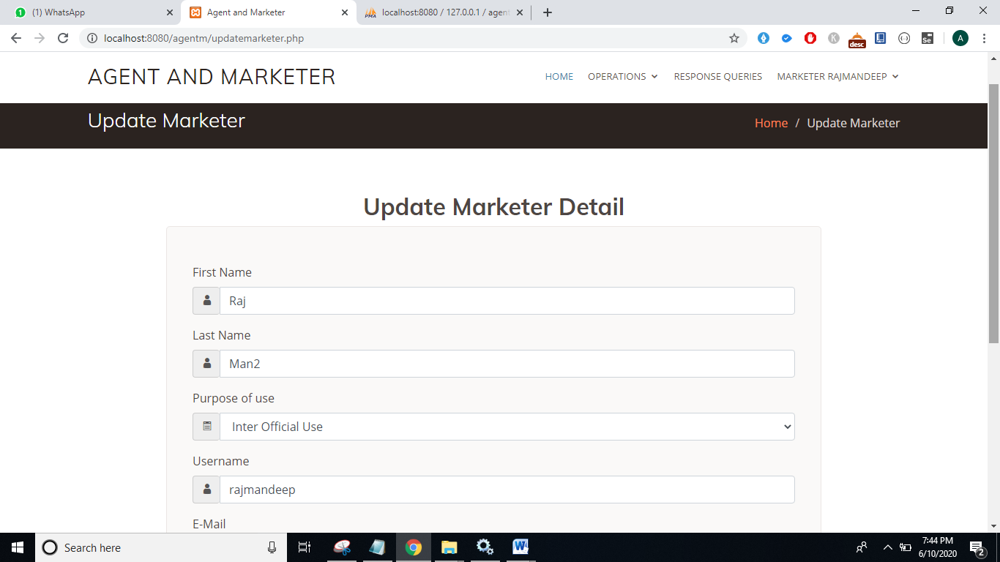 (1) WhatsApp
Agent and Marketer
localhost:8080 / 127.0.0.1 / agent
localhost:8080/agentm/updatemarketer.php
desc
Se
A
AGENT AND MARKETER
HOME OPERATIONS RESPONSE QUERIES MARKETER RAJMANDEEP
Update Marketer
Home / Update Marketer
Update Marketer Detail
First Name
Raj
Last Name
Man2
Purpose of use
Inter Official Use
Username
rajmandeep
E-Mail
Search here
7:44 PM
6/10/2020
2